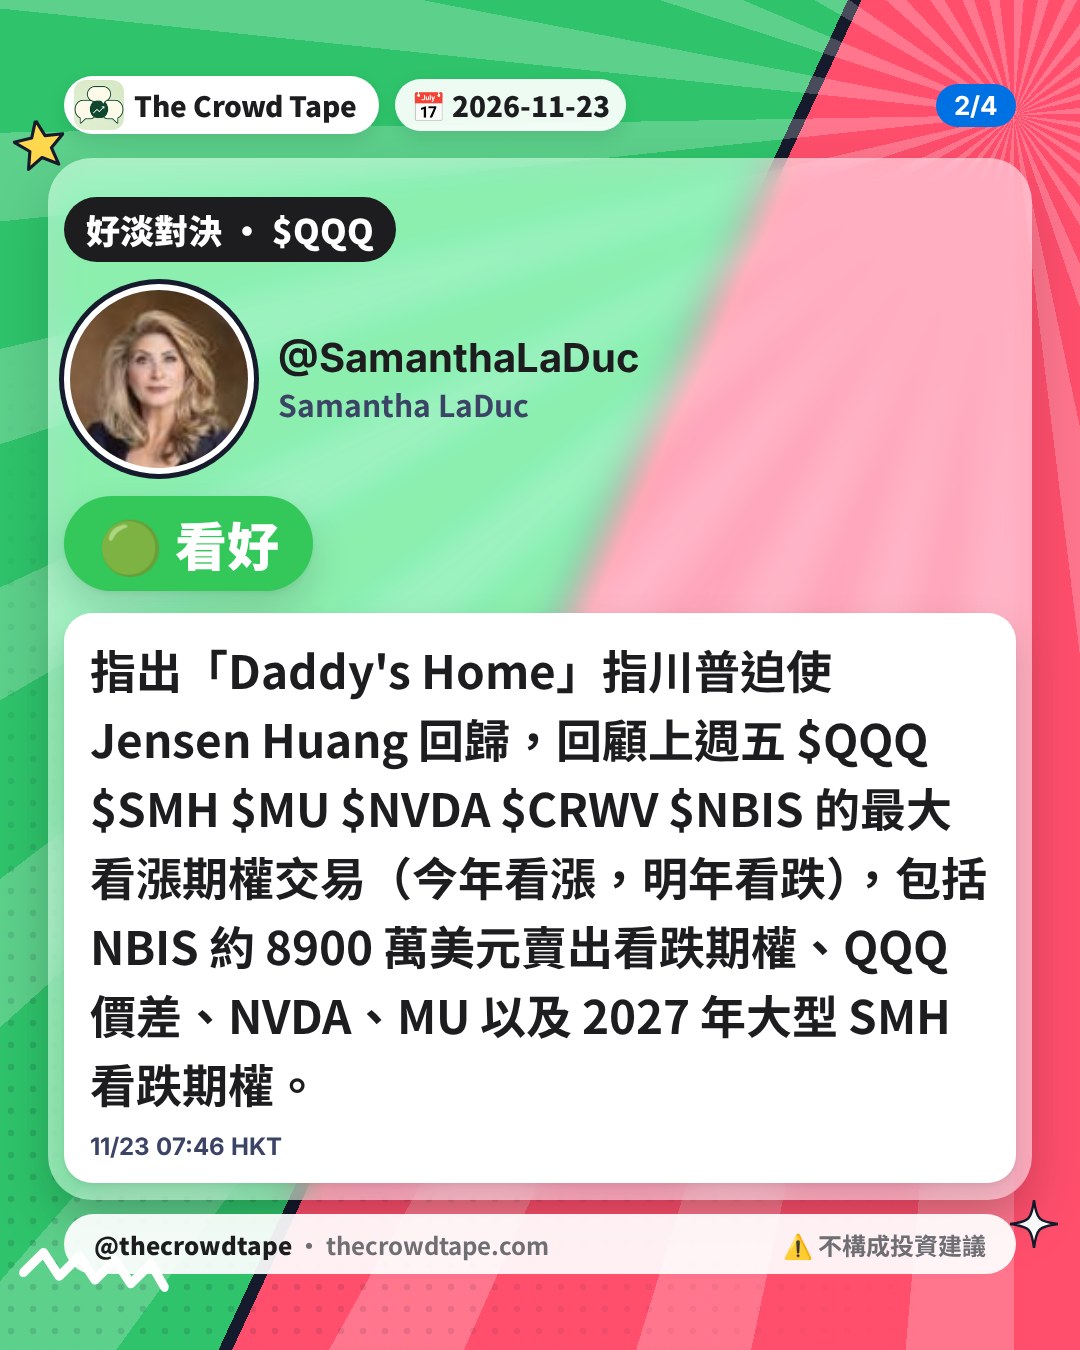 The Crowd Tape
July 17 2026-11-23
2/4
好淡對決 · $QQQ
@SamanthaLaDuc
Samantha LaDuc
看好
指出「Daddy's Home」指川普迫使
Jensen Huang 回歸，回顧上週五 $QQQ
$SMH $MU $NVDA $CRWV $NBIS 的最大
看漲期權交易（今年看漲，明年看跌），包括
NBIS 約 8900 萬美元賣出看跌期權、QQQ
價差、NVDA、MU 以及 2027 年大型 SMH
看跌期權。
11/23 07:46 HKT
@thecrowdtape · thecrowdtape.com
不構成投資建議